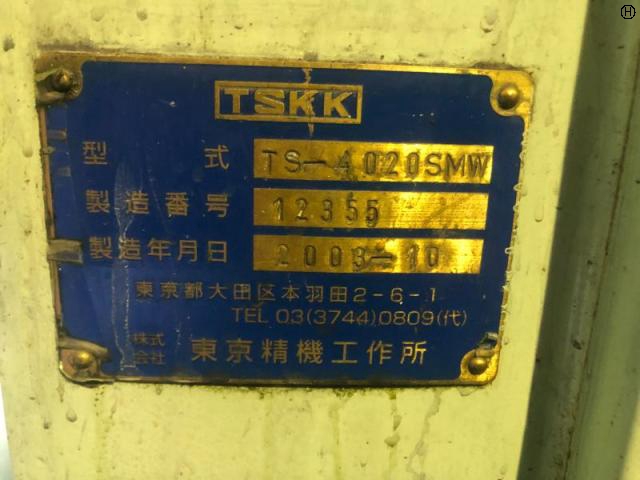 TSKK
型式 TS-4020SMW
製造番号 12355
製造年月日 2003-10
東京都大田区本羽田2-6-1
TEL 03(3744)0809(代)
株式会社 東京精機工作所
H